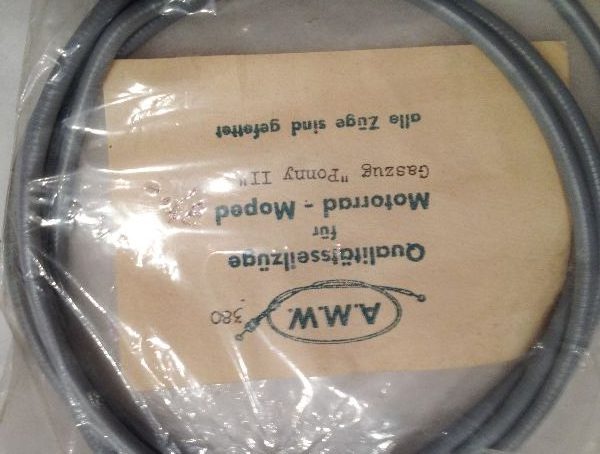 A.M.W. 380
Qualitätsseilzüge
für
Motorrad - Moped
Gaszug "Ponny II"
alle Züge sind gefettet